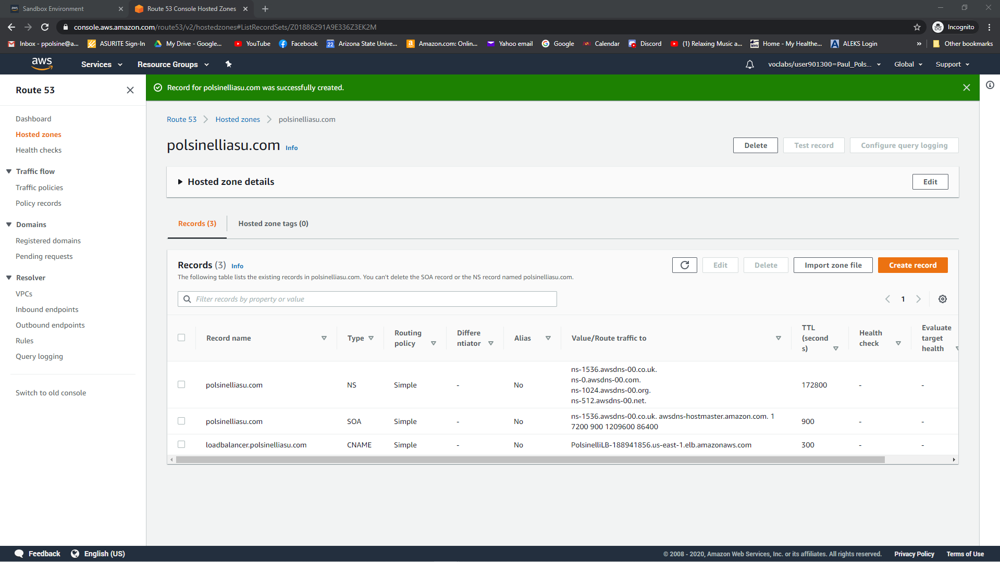 aws
Sandbox Environment
Route 53 Console Hosted Zones
console.aws.amazon.com/route53/v2/hostedzones#ListRecordSets/Z01886291A9E336Z3EK2M
Incognito
Inbox - ppolsine@a...
ASURITE Sign-In
My Drive - Google...
YouTube
Facebook
22
Arizona State Unive...
Amazon.com: Onlin...
Yahoo email
Google
Calendar
Discord
(1) Relaxing Music a...
MHV
Home - My Healthe...
ALEKS Login
»
Other bookmarks
aws
Services
Resource Groups
voclabs/user901300=Paul_Pols...
Global
Support
Route 53
Record for polsinelliasu.com was successfully created.
Dashboard
Hosted zones
Health checks
Traffic flow
Traffic policies
Policy records
Domains
Registered domains
Pending requests
Resolver
VPCs
Inbound endpoints
Outbound endpoints
Rules
Query logging
Switch to old console
Route 53 > Hosted zones > polsinelliasu.com
polsinelliasu.com Info
Delete
Test record
Configure query logging
Hosted zone details
Edit
Records (3)
Hosted zone tags (0)
Records (3) Info
Edit
Delete
Import zone file
Create record
The following table lists the existing records in polsinelliasu.com. You can't delete the SOA record or the NS record named polsinelliasu.com.
Filter records by property or value
1
Record name
Type
Routing
policy
Differe
ntiator
Alias
Value/Route traffic to
TTL
(second
s)
Health
check
Evaluate
target
health
polsinelliasu.com
NS
Simple
-
No
ns-1536.awsdns-00.co.uk.
ns-0.awsdns-00.com.
ns-1024.awsdns-00.org.
ns-512.awsdns-00.net.
172800
-
-
polsinelliasu.com
SOA
Simple
-
No
ns-1536.awsdns-00.co.uk. awsdns-hostmaster.amazon.com. 1
7200 900 1209600 86400
900
-
-
loadbalancer.polsinelliasu.com
CNAME
Simple
-
No
PolsinelliLB-188941856.us-east-1.elb.amazonaws.com
300
-
-
Feedback
English (US)
© 2008 - 2020, Amazon Web Services, Inc. or its affiliates. All rights reserved.
Privacy Policy
Terms of Use